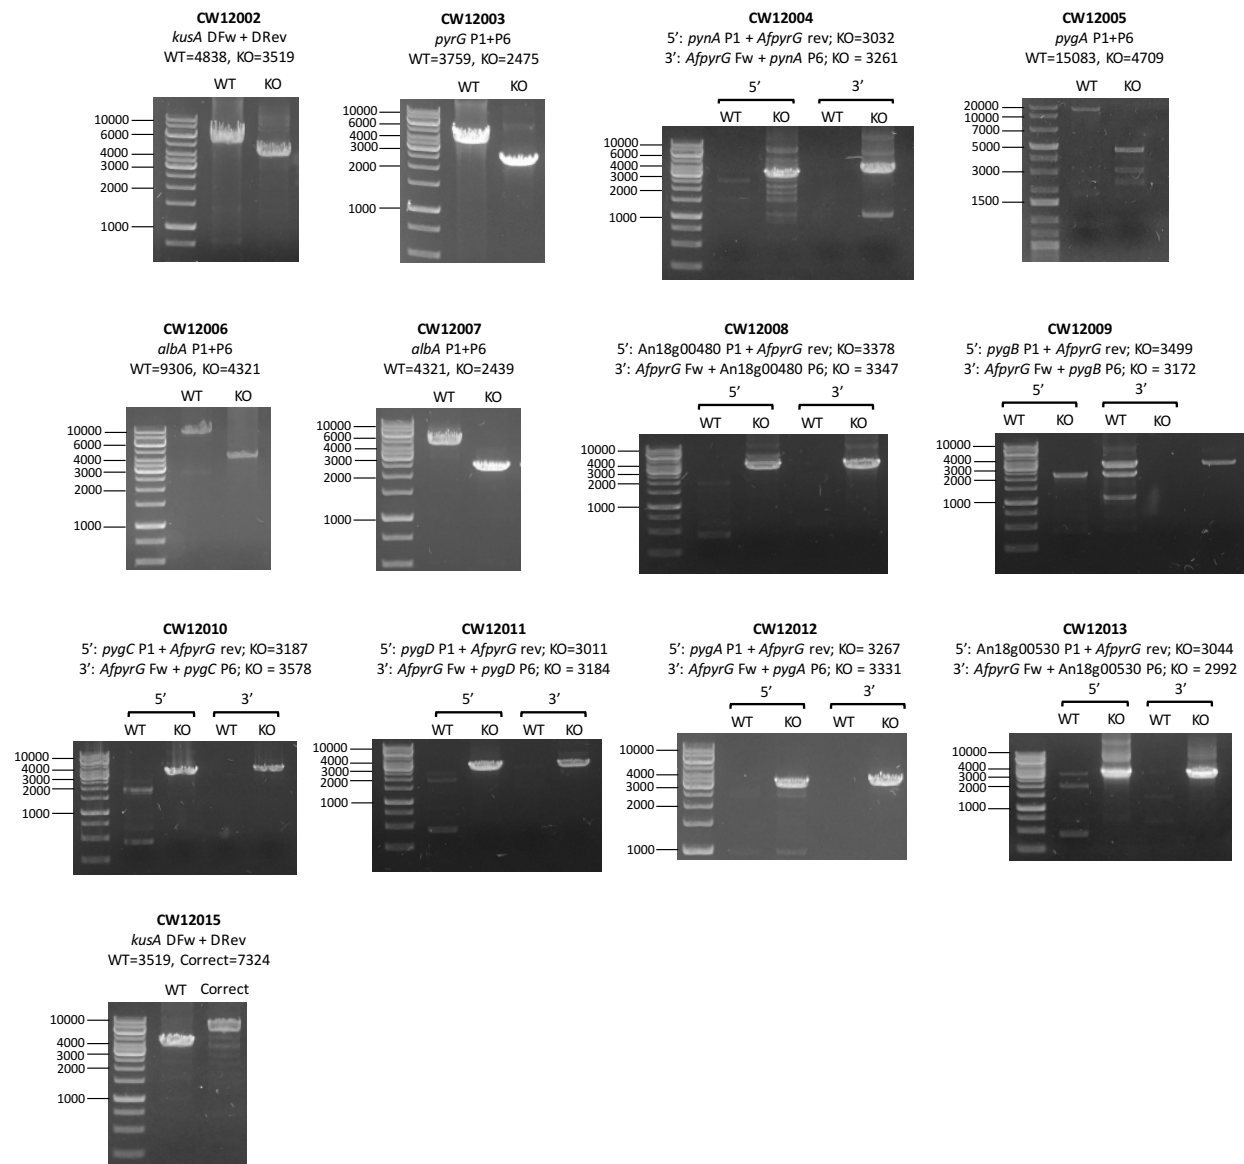 CW12002
kusA DFw + DRev
WT=4838, KO=3519
WT KO
10000
6000
4000
3000
2000
1000
CW12003
pyrG P1+P6
WT=3759, KO=2475
WT KO
10000
6000
4000
3000
2000
1000
CW12004
5’: pynA P1 + AfpyrG rev; KO=3032
3’: AfpyrG Fw + pynA P6; KO = 3261
5’ 3’
WT KO WT KO
10000
6000
4000
3000
2000
1000
CW12005
pygA P1+P6
WT=15083, KO=4709
WT KO
20000
10000
7000
5000
3000
1500
CW12006
albA P1+P6
WT=9306, KO=4321
WT KO
10000
6000
4000
3000
2000
1000
CW12007
albA P1+P6
WT=4321, KO=2439
WT KO
10000
6000
4000
3000
2000
1000
CW12008
5’: An18g00480 P1 + AfpyrG rev; KO=3378
3’: AfpyrG Fw + An18g00480 P6; KO = 3347
5’ 3’
WT KO WT KO
10000
4000
3000
2000
1000
CW12009
5’: pygB P1 + AfpyrG rev; KO=3499
3’: AfpyrG Fw + pygB P6; KO = 3172
5’ 3’
WT KO WT KO
10000
4000
3000
2000
1000
CW12010
5’: pygC P1 + AfpyrG rev; KO=3187
3’: AfpyrG Fw + pygC P6; KO = 3578
5’ 3’
WT KO WT KO
10000
4000
3000
2000
1000
CW12011
5’: pygD P1 + AfpyrG rev; KO=3011
3’: AfpyrG Fw + pygD P6; KO = 3184
5’ 3’
WT KO WT KO
10000
4000
3000
2000
1000
CW12012
5’: pygA P1 + AfpyrG rev; KO= 3267
3’: AfpyrG Fw + pygA P6; KO = 3331
5’ 3’
WT KO WT KO
10000
4000
3000
2000
1000
CW12013
5’: An18g00530 P1 + AfpyrG rev; KO=3044
3’: AfpyrG Fw + An18g00530 P6; KO = 2992
5’ 3’
WT KO WT KO
10000
4000
3000
2000
1000
CW12015
kusA DFw + DRev
WT=3519, Correct=7324
WT Correct
10000
4000
3000
2000
1000